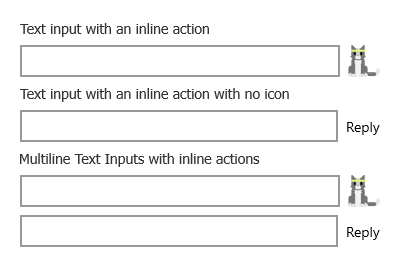 Text input with an inline action
Text input with an inline action with no icon
Reply
Multiline Text Inputs with inline actions
Reply